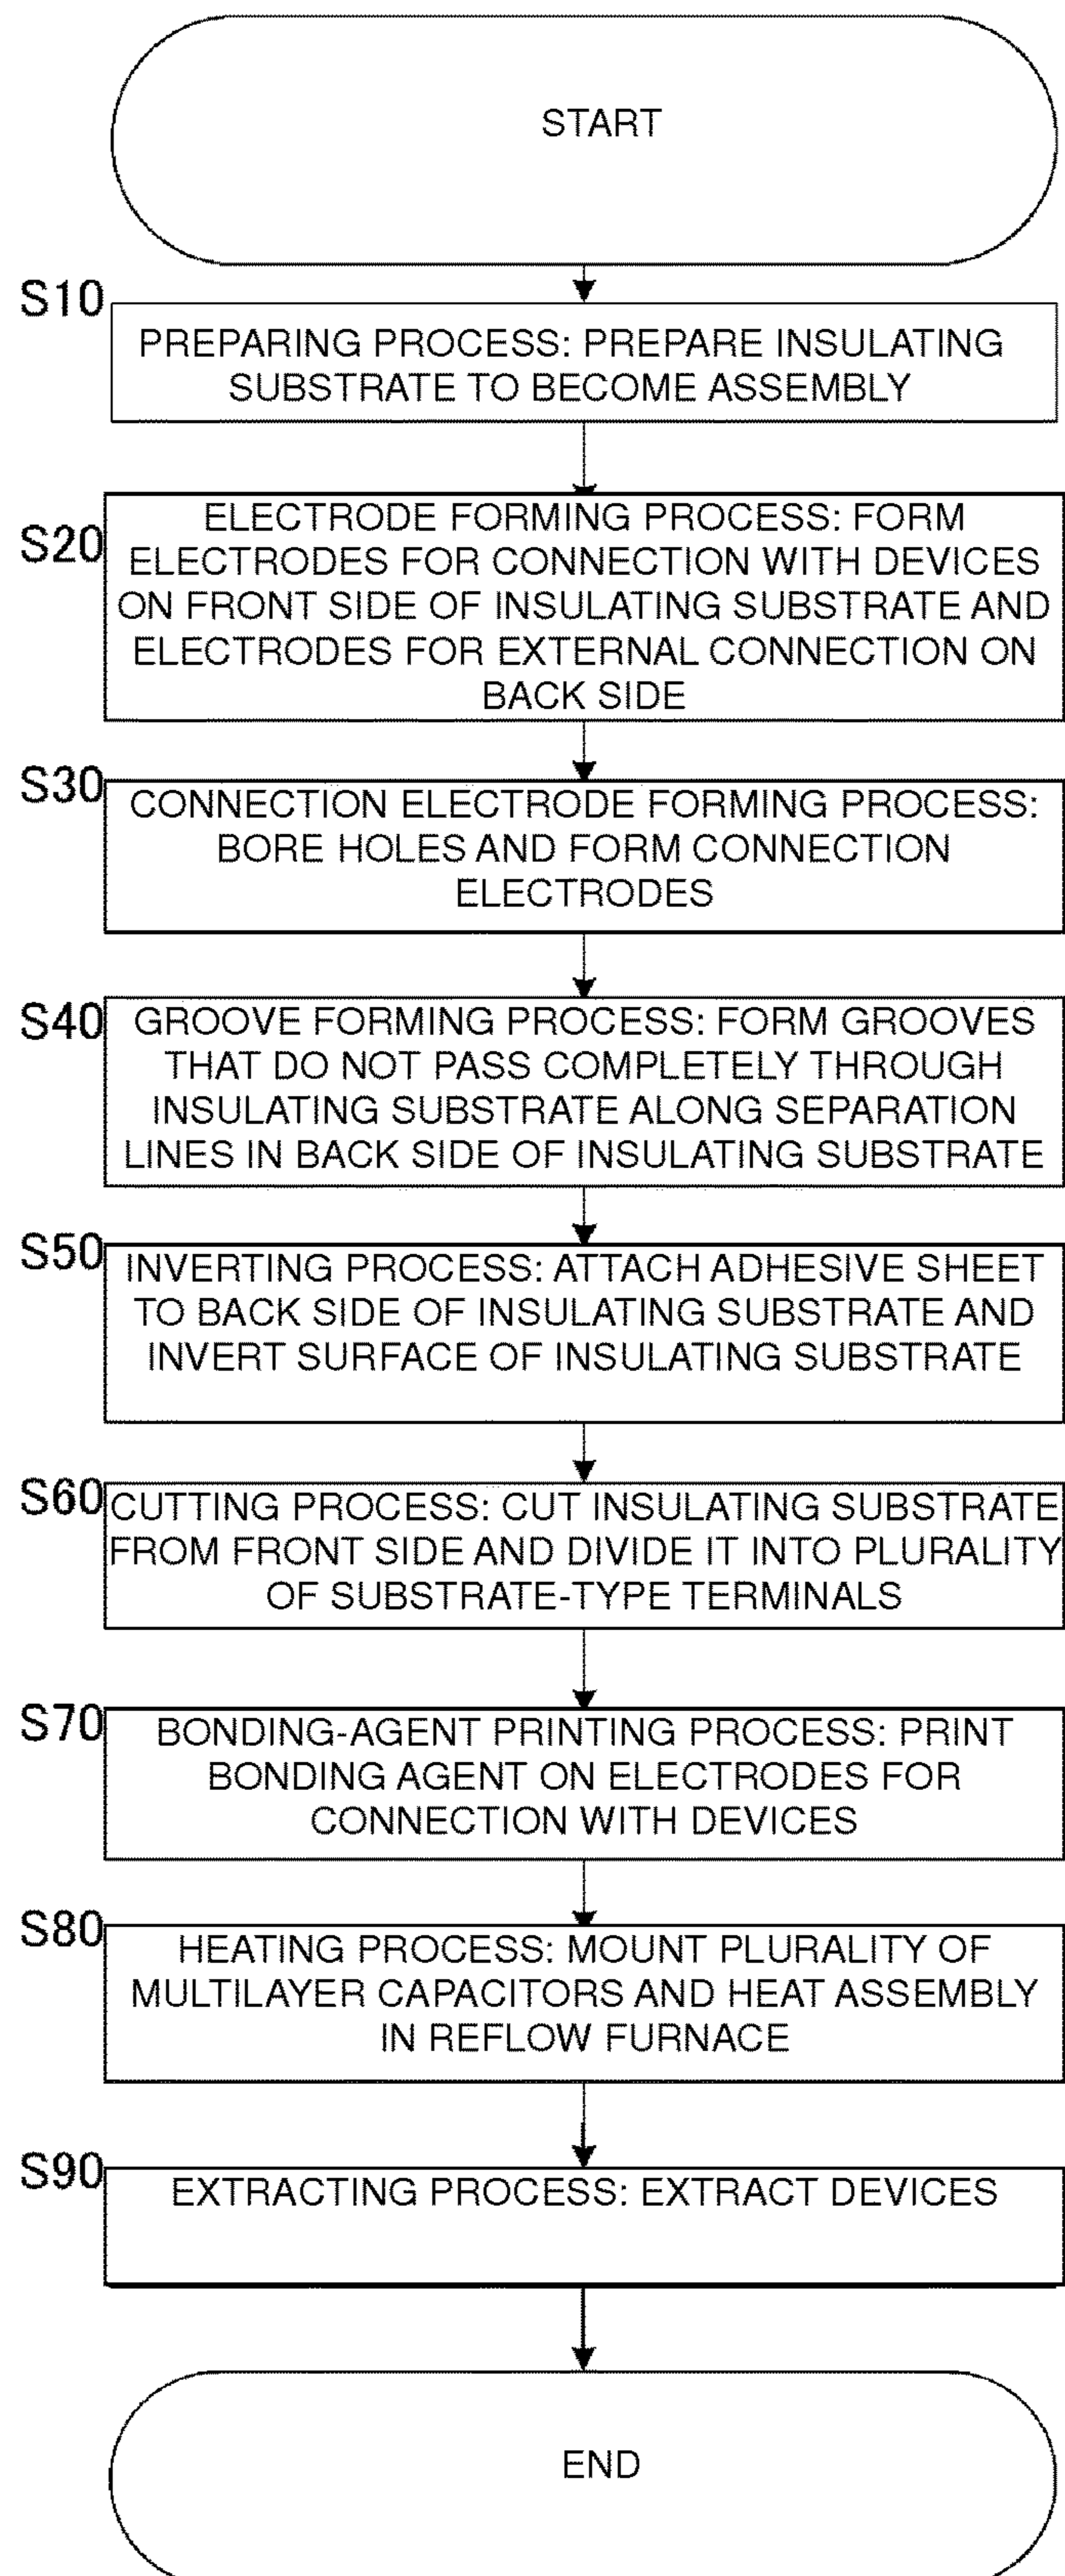 START
S10
PREPARING PROCESS: PREPARE INSULATING
SUBSTRATE TO BECOME ASSEMBLY
S20
ELECTRODE FORMING PROCESS: FORM
ELECTRODES FOR CONNECTION WITH DEVICES
ON FRONT SIDE OF INSULATING SUBSTRATE AND
ELECTRODES FOR EXTERNAL CONNECTION ON
BACK SIDE
S30
CONNECTION ELECTRODE FORMING PROCESS:
BORE HOLES AND FORM CONNECTION
ELECTRODES
S40
GROOVE FORMING PROCESS: FORM GROOVES
THAT DO NOT PASS COMPLETELY THROUGH
INSULATING SUBSTRATE ALONG SEPARATION
LINES IN BACK SIDE OF INSULATING SUBSTRATE
S50
INVERTING PROCESS: ATTACH ADHESIVE SHEET
TO BACK SIDE OF INSULATING SUBSTRATE AND
INVERT SURFACE OF INSULATING SUBSTRATE
S60
CUTTING PROCESS: CUT INSULATING SUBSTRATE
FROM FRONT SIDE AND DIVIDE IT INTO PLURALITY
OF SUBSTRATE-TYPE TERMINALS
S70
BONDING-AGENT PRINTING PROCESS: PRINT
BONDING AGENT ON ELECTRODES FOR
CONNECTION WITH DEVICES
S80
HEATING PROCESS: MOUNT PLURALITY OF
MULTILAYER CAPACITORS AND HEAT ASSEMBLY
IN REFLOW FURNACE
S90
EXTRACTING PROCESS: EXTRACT DEVICES
END